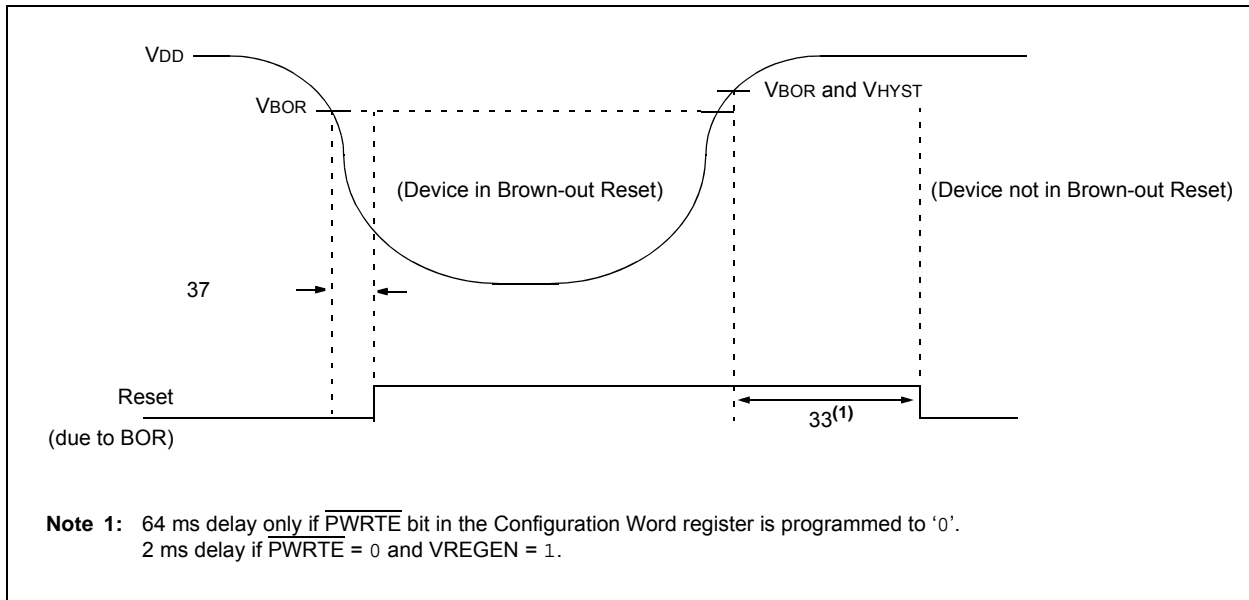 VDD
VBOR
VBOR and VHYST
(Device in Brown-out Reset)
(Device not in Brown-out Reset)
37
Reset
33(1)
(due to BOR)
Note 1: 64 ms delay only if PWRTE bit in the Configuration Word register is programmed to ‘0’.
2 ms delay if PWRTE = 0 and VREGEN = 1.